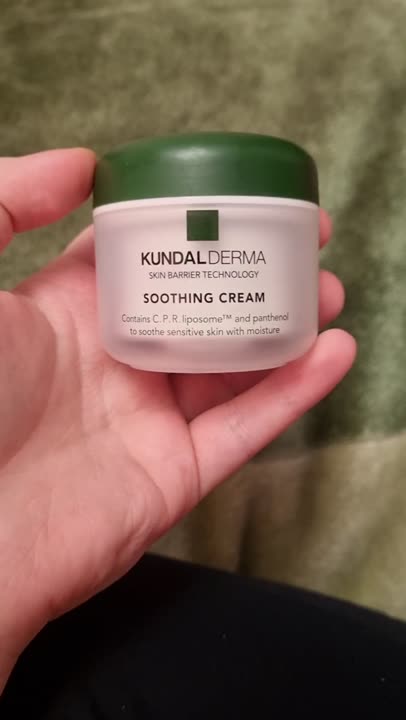 KUNDALDERMA
SKIN BARRIER TECHNOLOGY
SOOTHING CREAM
Contains C.P.R. liposome™ and panthenol
to soothe sensitive skin with moisture